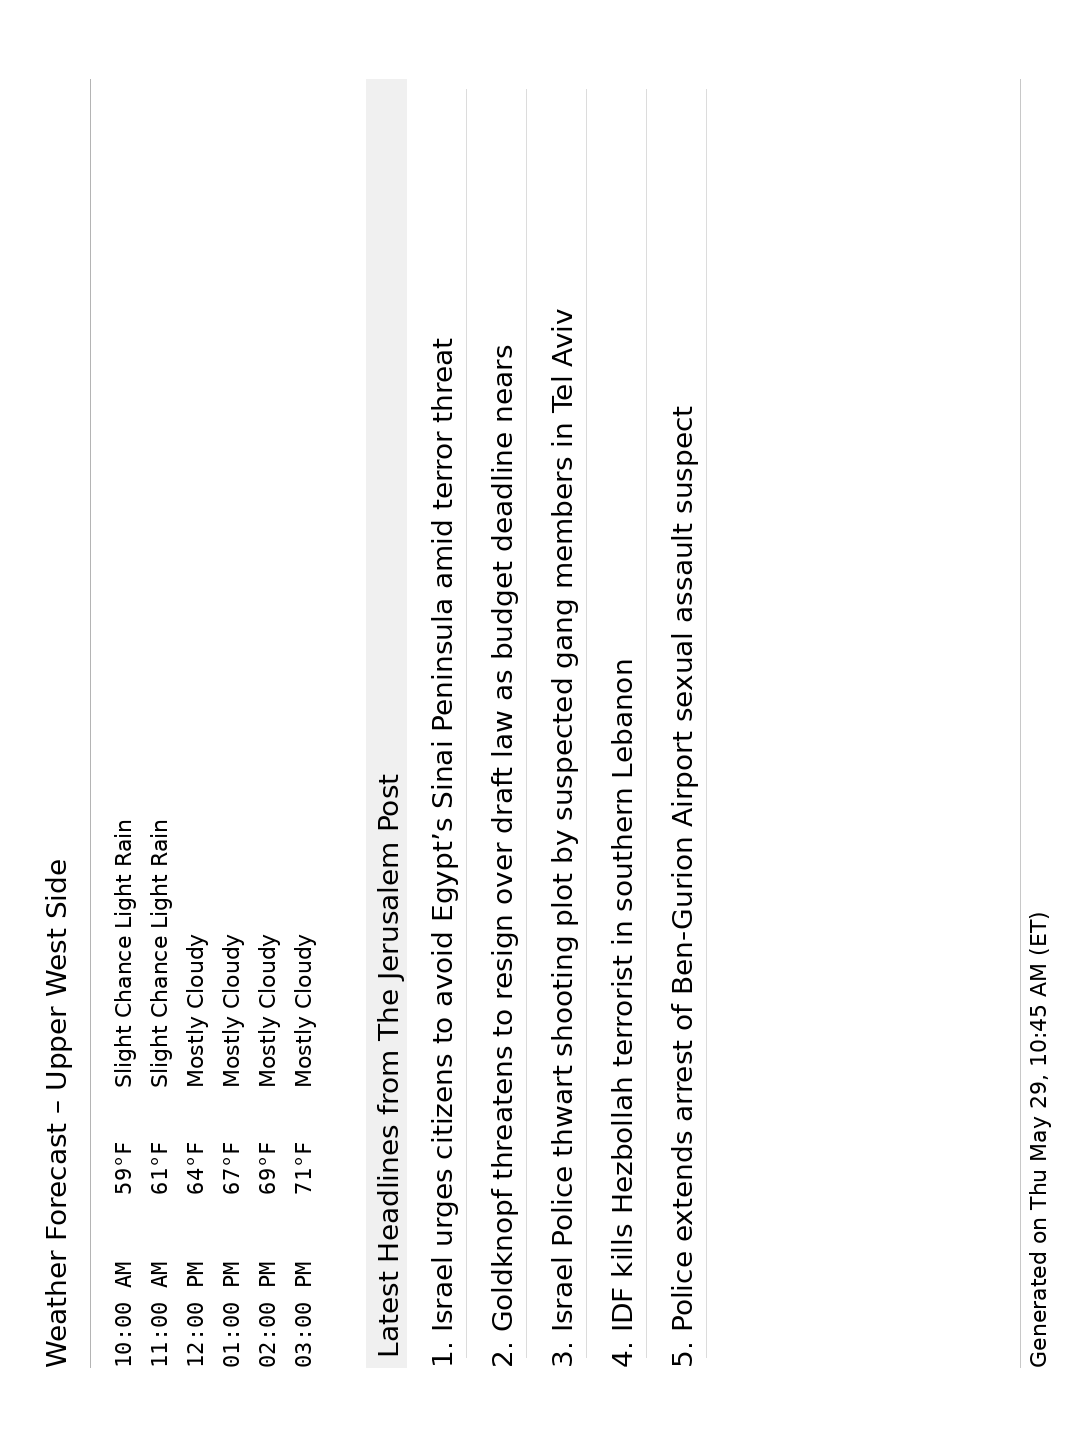 Weather Forecast – Upper West Side
10:00 AM 59°F Slight Chance Light Rain
11:00 AM 61°F Slight Chance Light Rain
12:00 PM 64°F Mostly Cloudy
01:00 PM 67°F Mostly Cloudy
02:00 PM 69°F Mostly Cloudy
03:00 PM 71°F Mostly Cloudy
Latest Headlines from The Jerusalem Post
1. Israel urges citizens to avoid Egypt’s Sinai Peninsula amid terror threat
2. Goldknopf threatens to resign over draft law as budget deadline nears
3. Israel Police thwart shooting plot by suspected gang members in Tel Aviv
4. IDF kills Hezbollah terrorist in southern Lebanon
5. Police extends arrest of Ben-Gurion Airport sexual assault suspect
Generated on Thu May 29, 10:45 AM (ET)